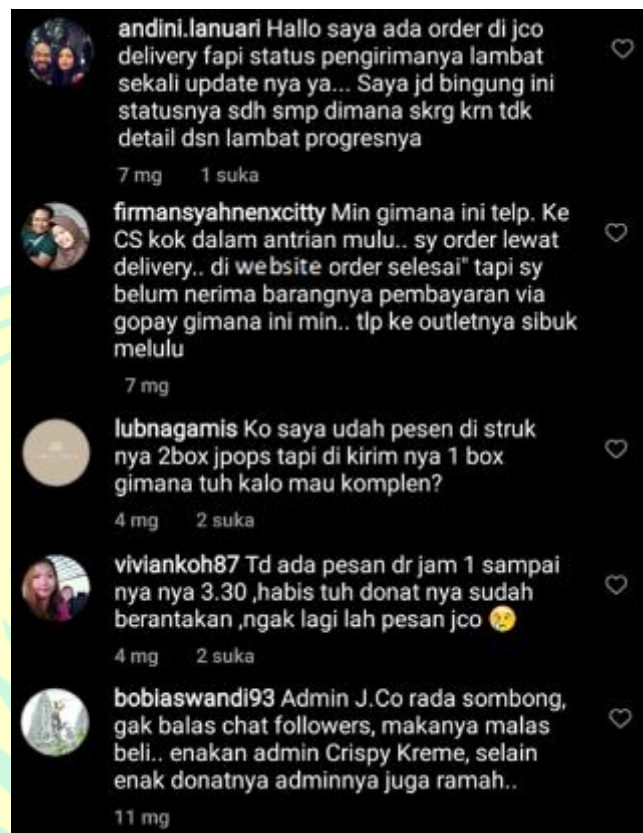 andini.lanuari Hallo saya ada order di jco
delivery fapi status pengirimanya lambat
sekali update nya ya... Saya jd bingung ini
statusnya sdh smp dimana skrg krn tdk
detail dsn lambat progresnya
7 mg 1 suka
firmansyahnenxcitty Min gimana ini telp. Ke
CS kok dalam antrian mulu.. sy order lewat
delivery.. di website order selesai" tapi sy
belum nerima barangnya pembayaran via
gopay gimana ini min.. tlp ke outletnya sibuk
melulu
7 mg
lubnagamis Ko saya udah pesen di struk
nya 2box jpops tapi di kirim nya 1 box
gimana tuh kalo mau komplen?
4 mg 2 suka
viviankoh87 Td ada pesan dr jam 1 sampai
nya nya 3.30 ,habis tuh donat nya sudah
berantakan ,ngak lagi lah pesan jco 😢
4 mg 2 suka
bobiaswandi93 Admin J.Co rada sombong,
gak balas chat followers, makanya malas
beli.. enakan admin Crispy Kreme, selain
enak donatnya adminnya juga ramah..
11 mg